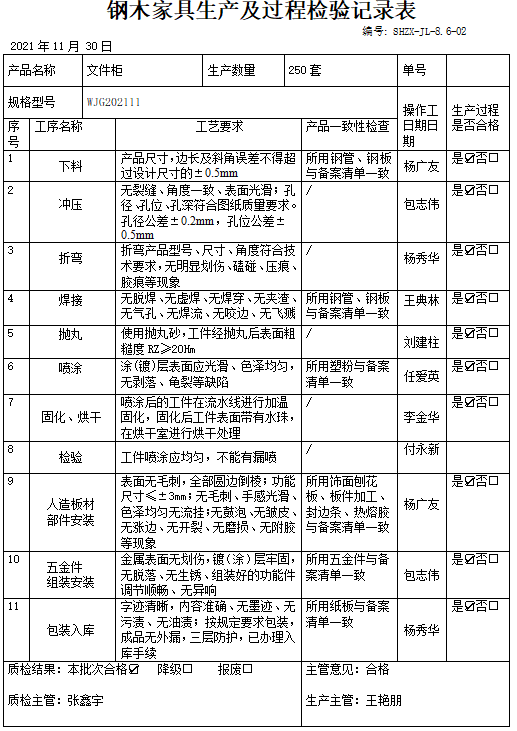 钢木家具生产及过程检验记录表
编号: SHZX-JL-8.6-02
2021 年 11 月 30 日
产品名称 文件柜 生产数量 250 套 单号
规格型号 WJG202111 操作工日期日期 生产过程是否合格
序号 工序名称 工艺要求 产品一致性检查
1 下料 产品尺寸,边长及斜角误差不得超 所用钢管、钢板 杨广友 是☑否☐
过设计尺寸的±0.5mm 与备案清单一致
2 冲压 无裂缝、角度一致、表面光滑;孔 / 包志伟 是☑否☐
径、孔位、孔深符合图纸质量要求。
孔径公差±0.2mm,孔位公差±
0.5mm
3 折弯 折弯产品型号、尺寸、角度符合技 / 杨秀华 是☑否☐
术要求,无明显划伤、磕碰、压痕、
胶痕等现象
4 焊接 无脱焊、无虚焊、无焊穿、无夹渣、 所用钢管、钢板 王典林 是☑否☐
无气孔、无焊流、无咬边、无飞溅 与备案清单一致
5 抛丸 使用抛丸砂,工件经抛丸后表面粗 / 刘建柱 是☑否☐
糙度 RZ≥20Hm
6 喷涂 涂(镀)层表面应光滑、色泽均匀, 所用塑粉与备案 任爱英 是☑否☐
无剥落、龟裂等缺陷 清单一致
7 固化、烘干 喷涂后的工件在流水线进行加温 / 李金华 是☑否☐
固化,固化后工件表面带有水珠,
在烘干室进行烘干处理
8 检验 工件喷涂应均匀,不能有漏喷 / 付永新 是☑否☐
9 人造板材 表面无毛刺,全部圆边倒棱;功能 所用饰面刨花 杨广友 是☑否☐
部件安装 尺寸≤±3mm;无毛刺、手感光滑、 板、板件加工、
色泽均匀无流挂;无鼓泡、无皱皮、 封边条、热熔胶
无涨边、无开裂、无磨损、无附胶 与备案清单一致
等现象
10 五金件 金属表面无划伤,镀(涂)层牢固, 所用五金件与备 包志伟 是☑否☐
组装安装 无脱落、无生锈、组装好的功能件 案清单一致
调节顺畅、无异响
11 包装入库 字迹清晰,内容准确、无墨迹、无 所用纸板与备案 杨秀华 是☑否☐
污渍、无油渍;按规定要求包装, 清单一致
成品无外漏,三层防护,已办理入
库手续
质检结果:本批次合格☑ 降级☐ 报废☐ 主管意见:合格
质检主管:张鑫宇 生产主管:王艳朋